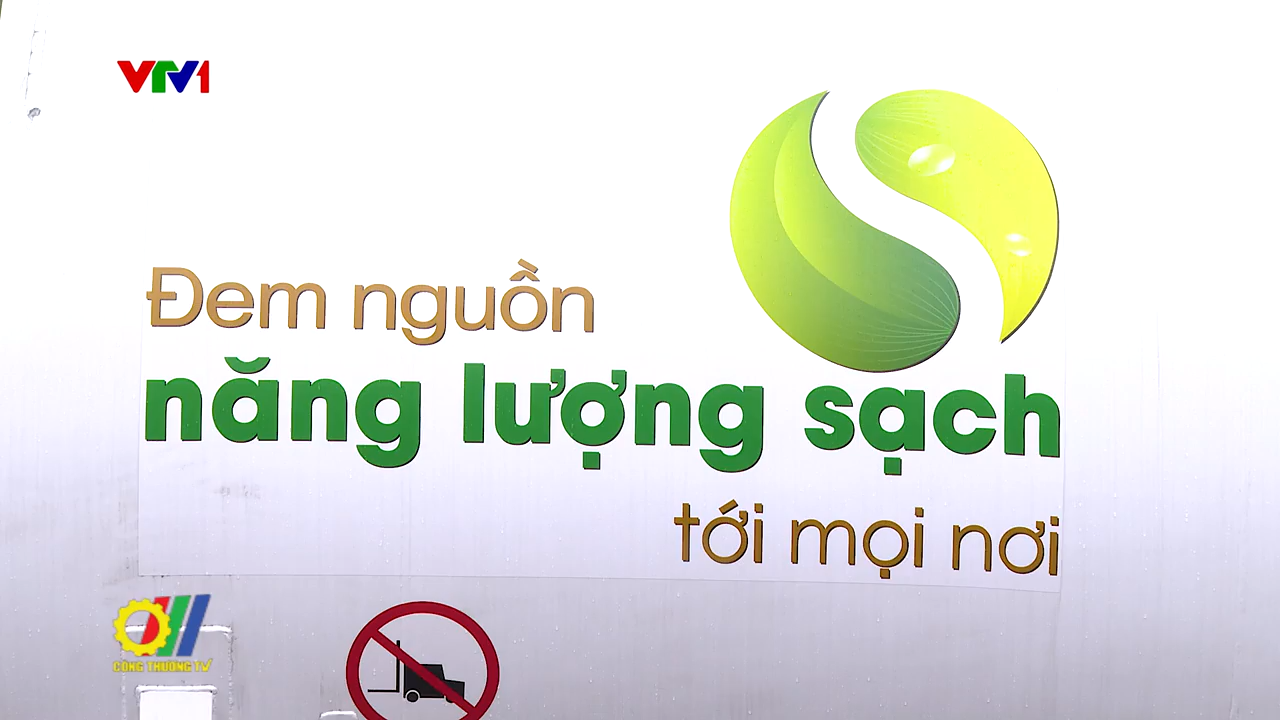 VTV1
Đem nguồn
năng lượng sạch
tới mọi nơi
CÔNG THƯƠNG TV